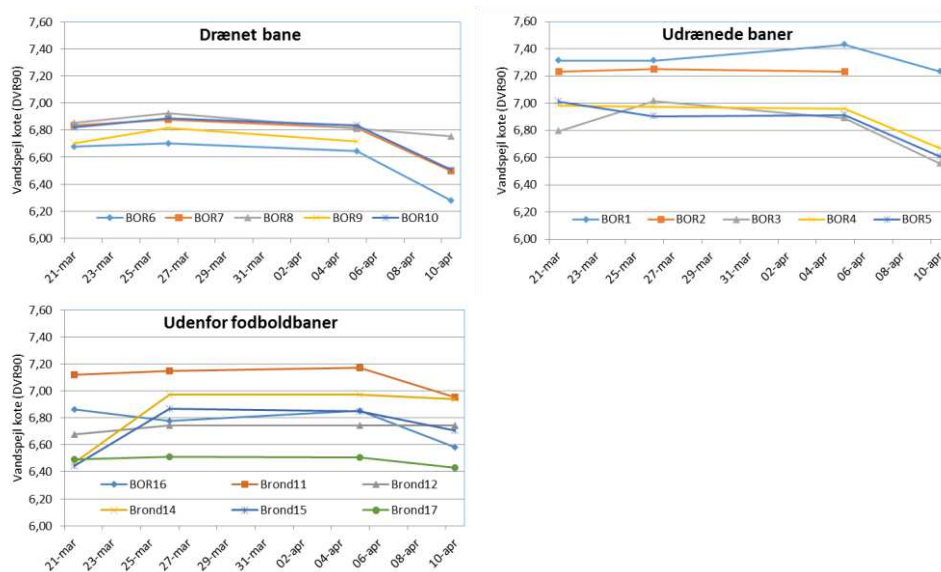 Drænet bane
Vandspejl kote (DVR90)
7,60
7,40
7,20
7,00
6,80
6,60
6,40
6,20
6,00
BOR6 BOR7 BOR8 BOR9 BOR10
21-mar 23-mar 25-mar 27-mar 29-mar 31-mar 02-apr 04-apr 06-apr 08-apr 10-apr
Udrænede baner
Vandspejl kote (DVR90)
7,60
7,40
7,20
7,00
6,80
6,60
6,40
6,20
6,00
BOR1 BOR2 BOR3 BOR4 BOR5
21-mar 23-mar 25-mar 27-mar 29-mar 31-mar 02-apr 04-apr 06-apr 08-apr 10-apr
Udenfor fodboldbaner
Vandspejl kote (DVR90)
7,60
7,40
7,20
7,00
6,80
6,60
6,40
6,20
6,00
BOR16 Brond11 Brond12
Brond14 Brond15 Brond17
21-mar 23-mar 25-mar 27-mar 29-mar 31-mar 02-apr 04-apr 06-apr 08-apr 10-apr